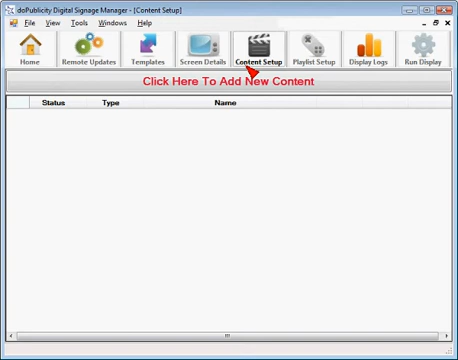 doPublicity Digital Signage Manager - [Content Setup]
File View Tools Windows Help
Home Remote Updates Templates Screen Details Content Setup Playlist Setup Display Logs Run Display
Click Here To Add New Content
Status Type Name